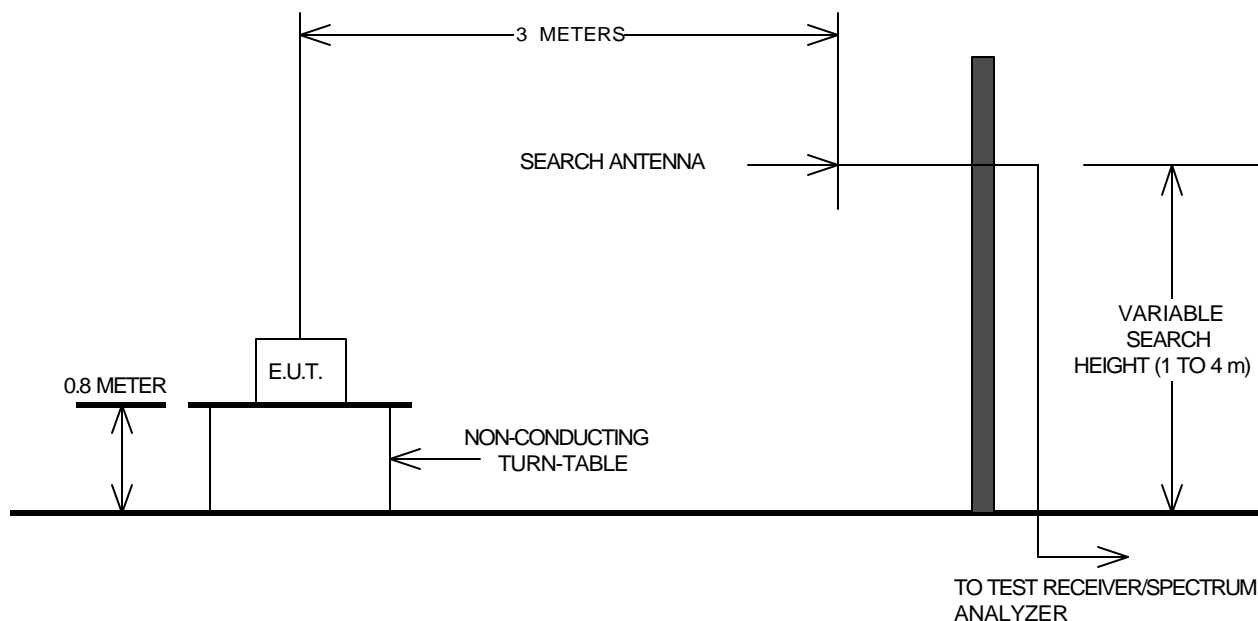 3 METERS
SEARCH ANTENNA
VARIABLE
SEARCH
HEIGHT (1 TO 4 m)
E.U.T.
0.8 METER
NON-CONDUCTING
TURN-TABLE
TO TEST RECEIVER/SPECTRUM
ANALYZER